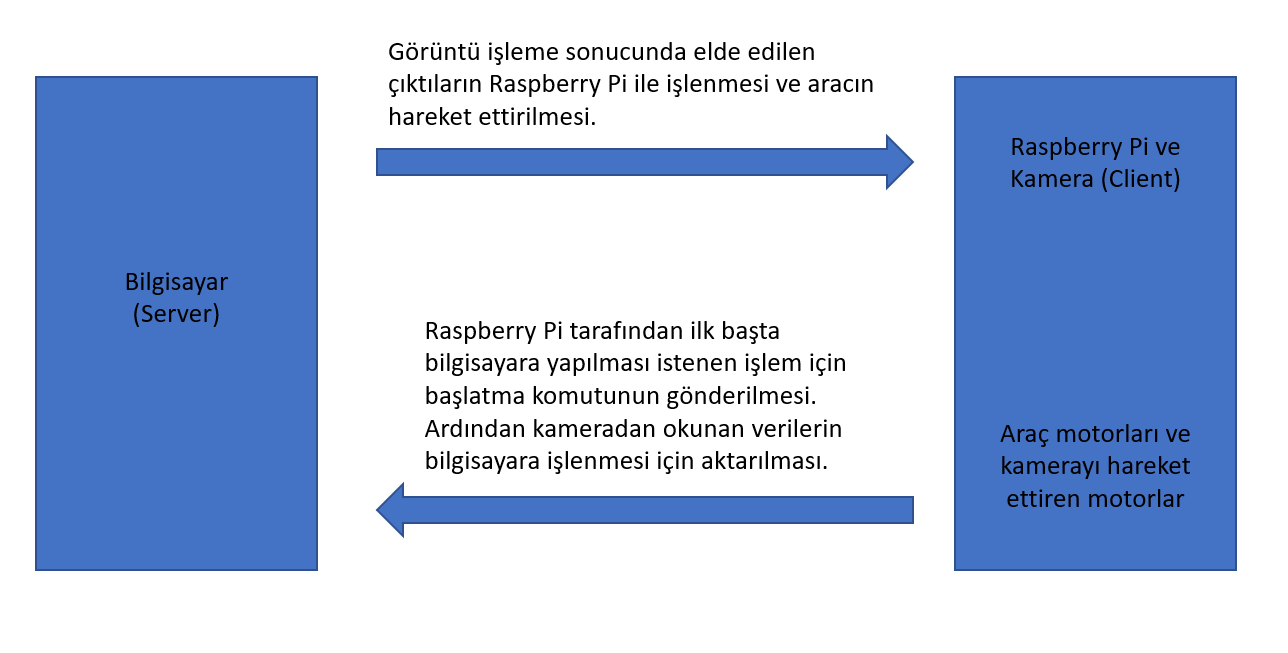 Görüntü işleme sonucunda elde edilen
çıktıların Raspberry Pi ile işlenmesi ve aracın
hareket ettirilmesi.
Raspberry Pi ve
Kamera (Client)
Bilgisayar
(Server)
Raspberry Pi tarafından ilk başta
bilgisayara yapılması istenen işlem için
başlatma komutunun gönderilmesi.
Ardından kameradan okunan verilerin
bilgisayara işlenmesi için aktarılması.
Araç motorları ve
kamerayı hareket
ettiren motorlar